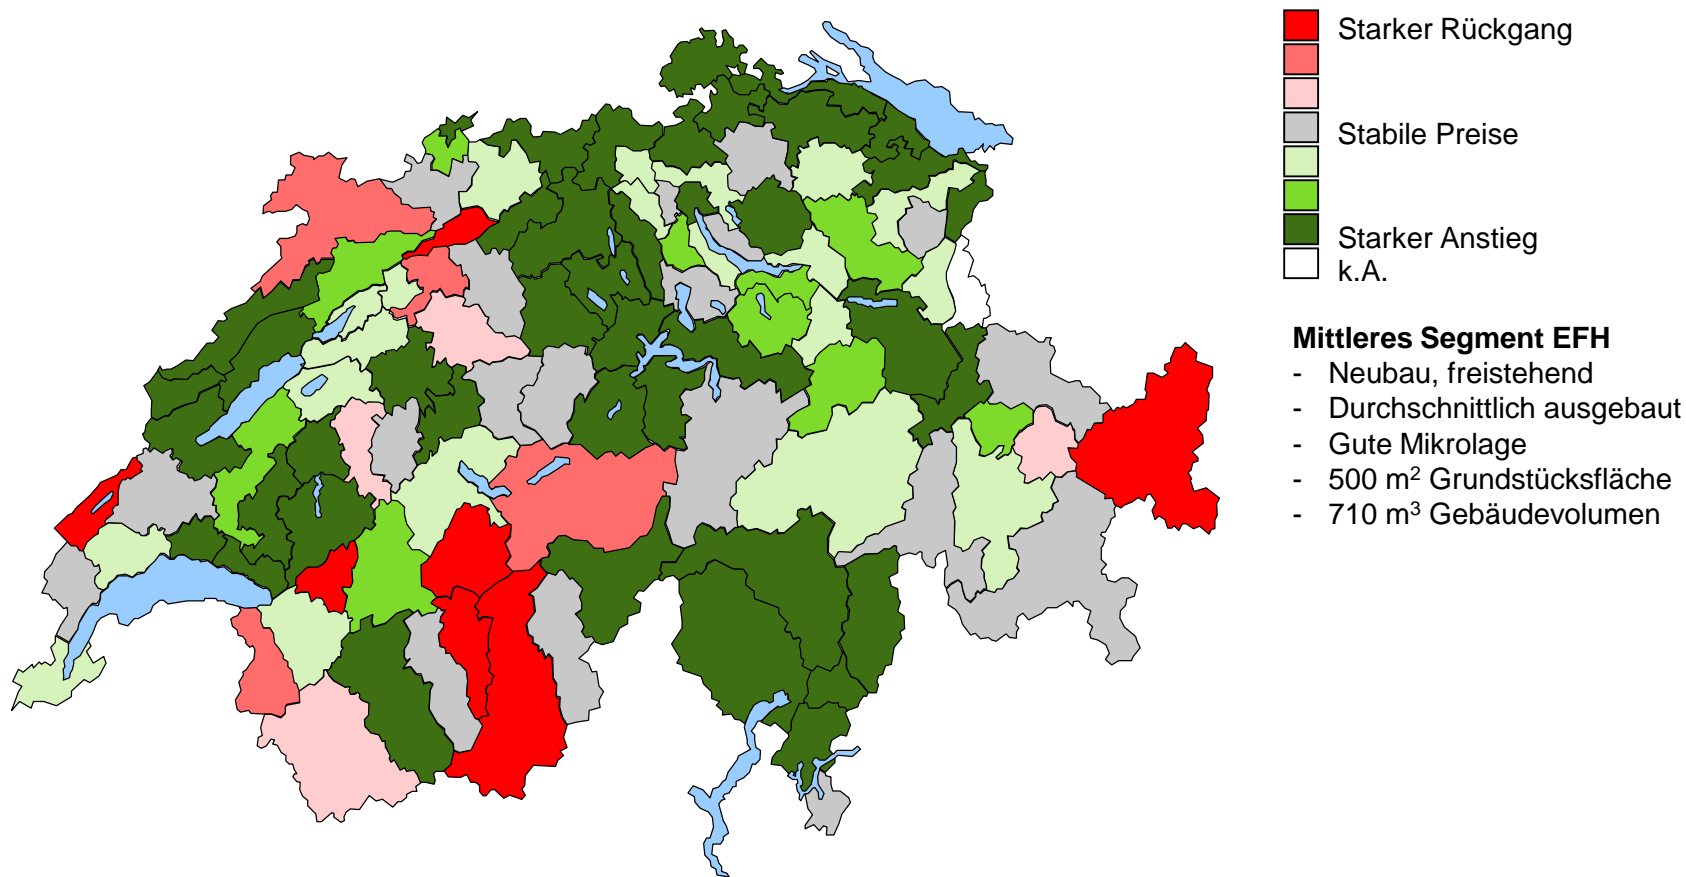 Starker Rückgang
Stabile Preise
Starker Anstieg
k.A.
Mittleres Segment EFH
- Neubau, freistehend
- Durchschnittlich ausgebaut
- Gute Mikrolage
- 500 m² Grundstücksfläche
- 710 m³ Gebäudevolumen